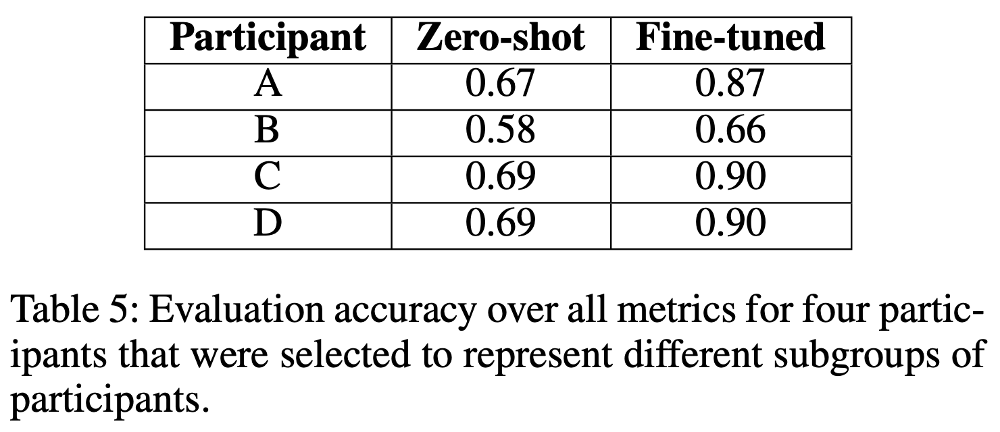 Participant Zero-shot Fine-tuned
A 0.67 0.87
B 0.58 0.66
C 0.69 0.90
D 0.69 0.90
Table 5: Evaluation accuracy over all metrics for four partic-
ipants that were selected to represent different subgroups of
participants.